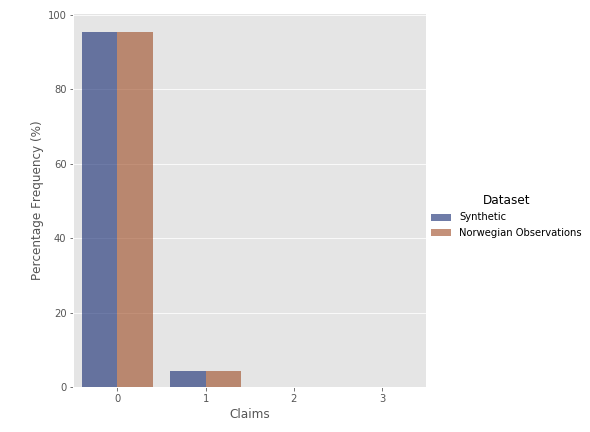 100
80
60
40
20
0
Percentage Frequency (%)
0 1 2 3
Claims
Dataset
Synthetic
Norwegian Observations